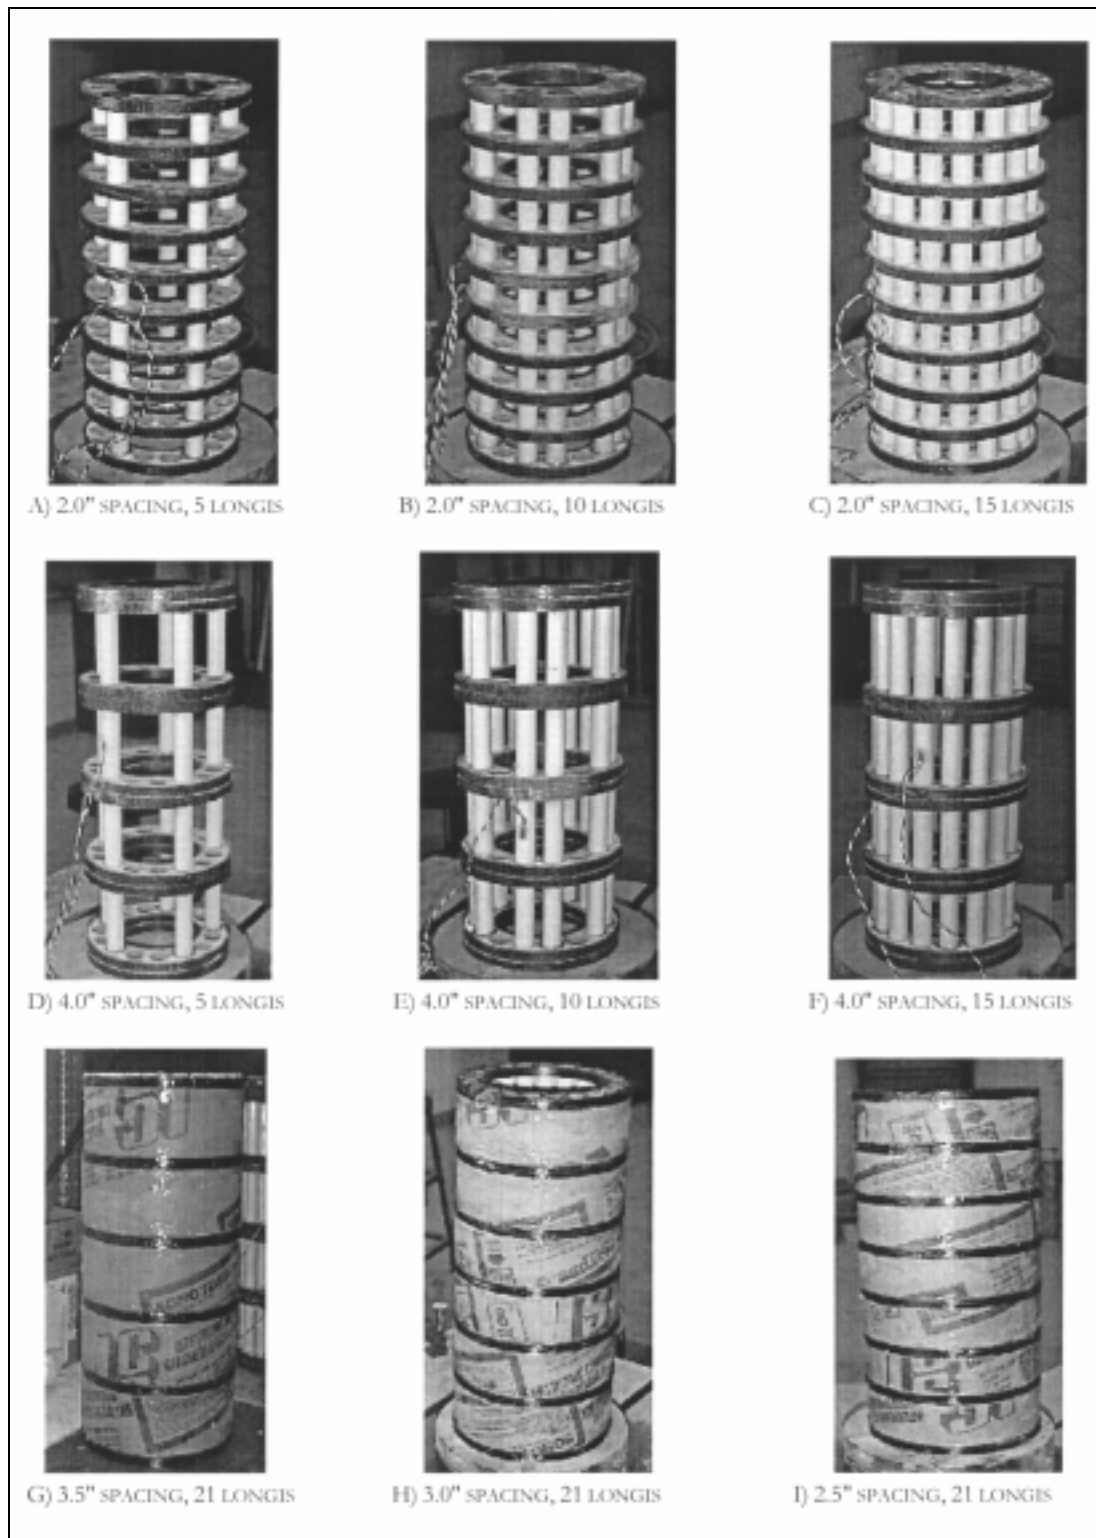 A) 2.0" SPACING, 5 LONGIS
B) 2.0" SPACING, 10 LONGIS
C) 2.0" SPACING, 15 LONGIS
D) 4.0" SPACING, 5 LONGIS
E) 4.0" SPACING, 10 LONGIS
F) 4.0" SPACING, 15 LONGIS
G) 3.5" SPACING, 21 LONGIS
H) 3.0" SPACING, 21 LONGIS
I) 2.5" SPACING, 21 LONGIS